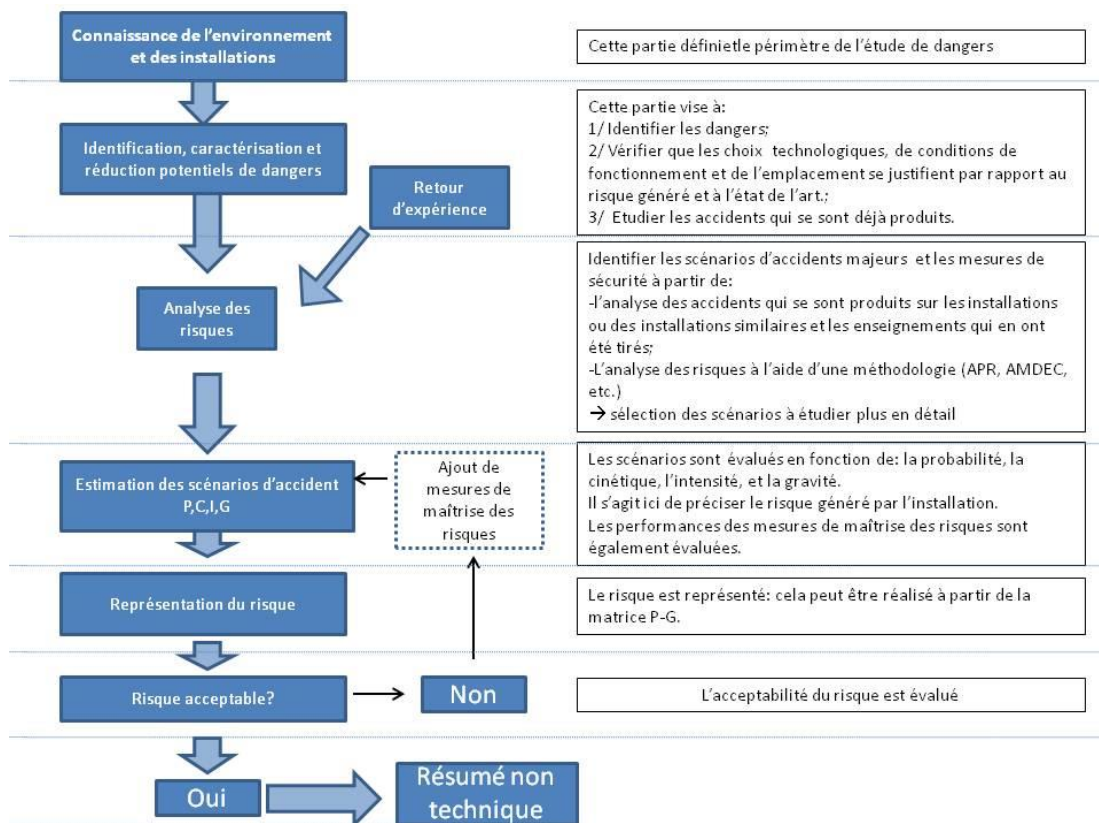 Connaissance de l'environnement
et des installations
Cette partie définietle périmètre de l'étude de dangers
Identification, caractérisation et
réduction potentiels de dangers
Retour
d'expérience
Cette partie vise à:
1/ Identifier les dangers;
2/ Vérifier que les choix technologiques, de conditions de
fonctionnement et de l'emplacement se justifient par rapport au
risque généré et à l'état de l'art.;
3/ Etudier les accidents qui se sont déjà produits.
Analyse des
risques
Identifier les scénarios d'accidents majeurs et les mesures de
sécurité à partir de:
-l'analyse des accidents qui se sont produits sur les installations
ou des installations similaires et les enseignements qui en ont
été tirés;
-L'analyse des risques à l'aide d'une méthodologie (APR, AMDEC,
etc.)
→ sélection des scénarios à étudier plus en détail
Estimation des scénarios d'accident
P,C,I,G
Ajout de
mesures de
maîtrise des
risques
Les scénarios sont évalués en fonction de: la probabilité, la
cinétique, l'intensité, et la gravité.
Il s'agit ici de préciser le risque généré par l'installation.
Les performances des mesures de maîtrise des risques sont
également évaluées.
Représentation du risque
Le risque est représenté: cela peut être réalisé à partir de la
matrice P-G.
Risque acceptable?
Non
L'acceptabilité du risque est évalué
Oui
Résumé non
technique